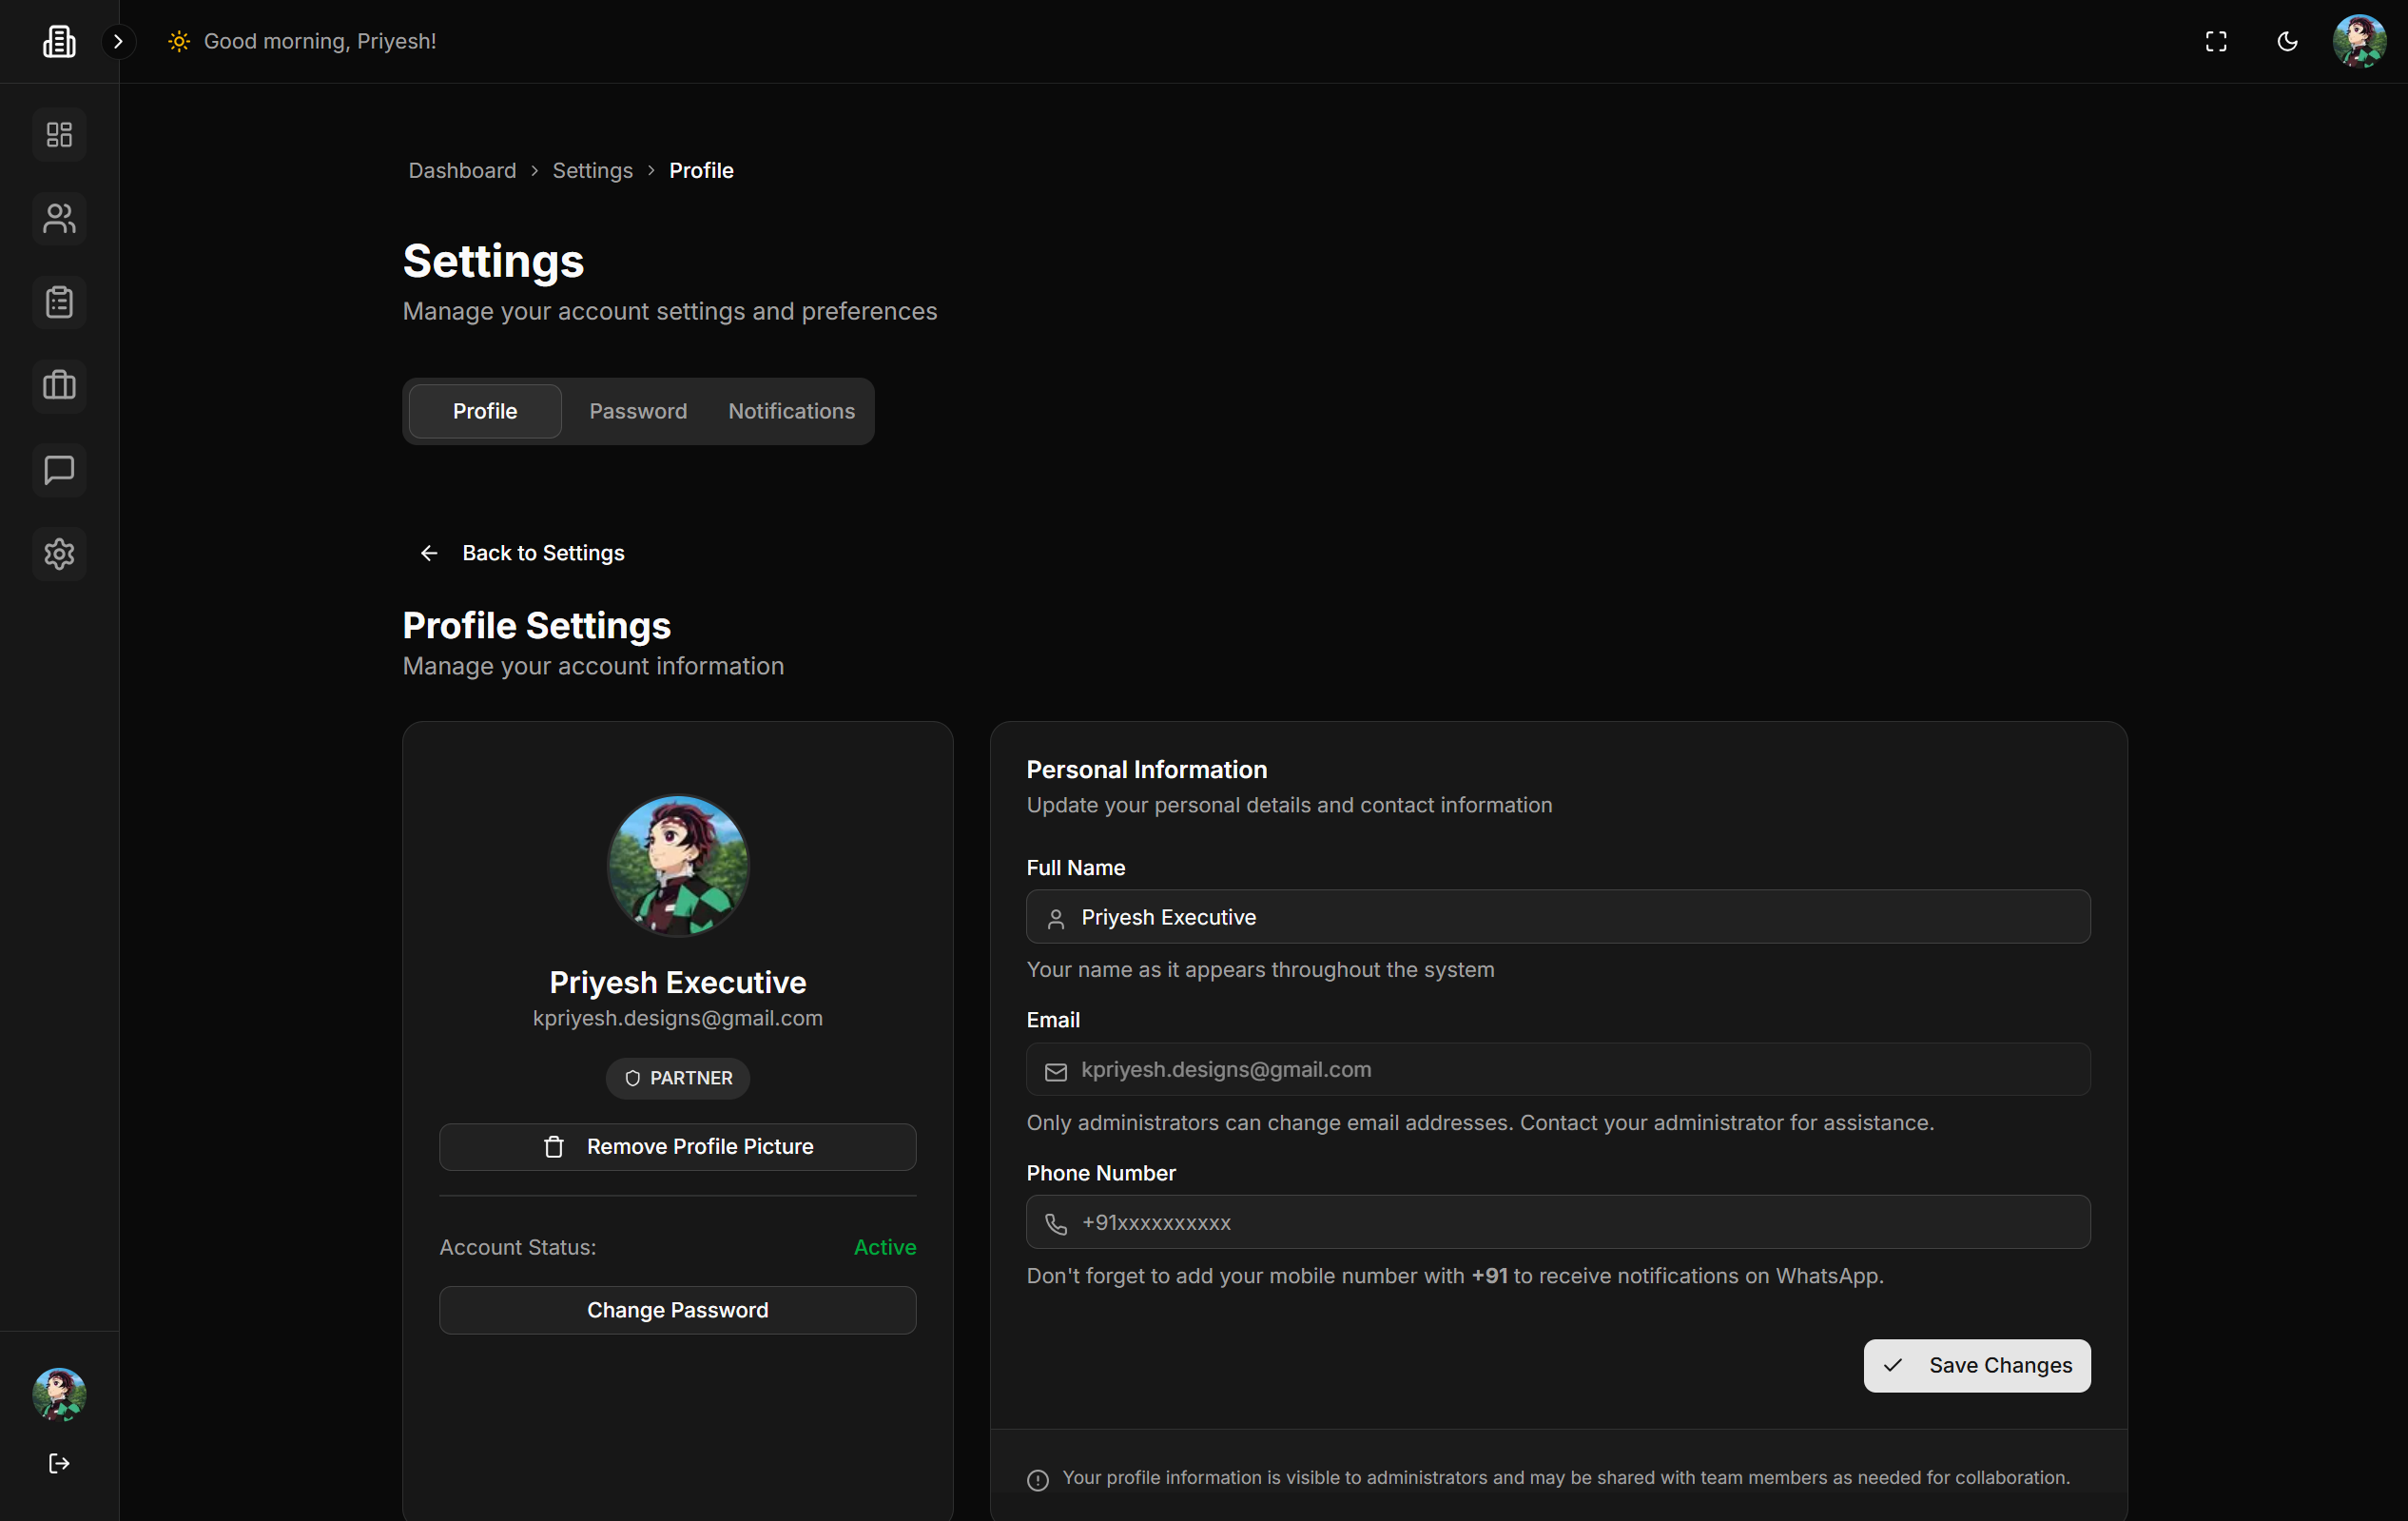 Good morning, Priyesh!
Dashboard > Settings > Profile
Settings
Manage your account settings and preferences
Profile Password Notifications
Back to Settings
Profile Settings
Manage your account information
Priyesh Executive
kpriyesh.designs@gmail.com
PARTNER
Remove Profile Picture
Account Status: Active
Change Password
Personal Information
Update your personal details and contact information
Full Name
Priyesh Executive
Your name as it appears throughout the system
Email
kpriyesh.designs@gmail.com
Only administrators can change email addresses. Contact your administrator for assistance.
Phone Number
+91xxxxxxxxxx
Don't forget to add your mobile number with +91 to receive notifications on WhatsApp.
Save Changes
Your profile information is visible to administrators and may be shared with team members as needed for collaboration.